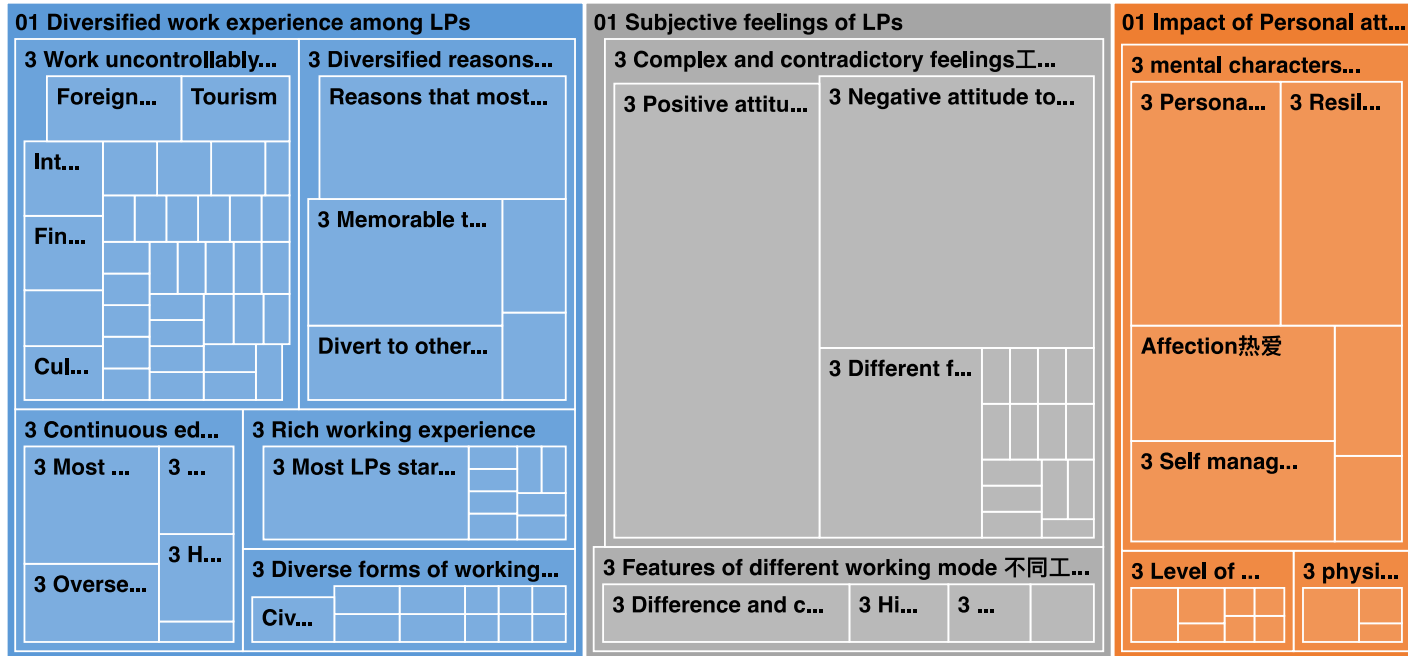 01 Diversified work experience among LPs
3 Work uncontrollably...
Foreign...
Tourism
Int...
Fin...
Cul...
3 Diversified reasons...
Reasons that most...
3 Memorable t...
Divert to other...
3 Continuous ed...
3 Most ...
3 ...
3 Overse...
3 H...
3 Rich working experience
3 Most LPs star...
3 Diverse forms of working...
Civ...
01 Subjective feelings of LPs
3 Complex and contradictory feelings工...
3 Positive attitu...
3 Negative attitude to...
3 Different f...
3 Features of different working mode 不同工...
3 Difference and c...
3 Hi...
3 ...
01 Impact of Personal att...
3 mental characters...
3 Persona...
3 Resil...
Affection热爱
3 Self manag...
3 Level of ...
3 physi...